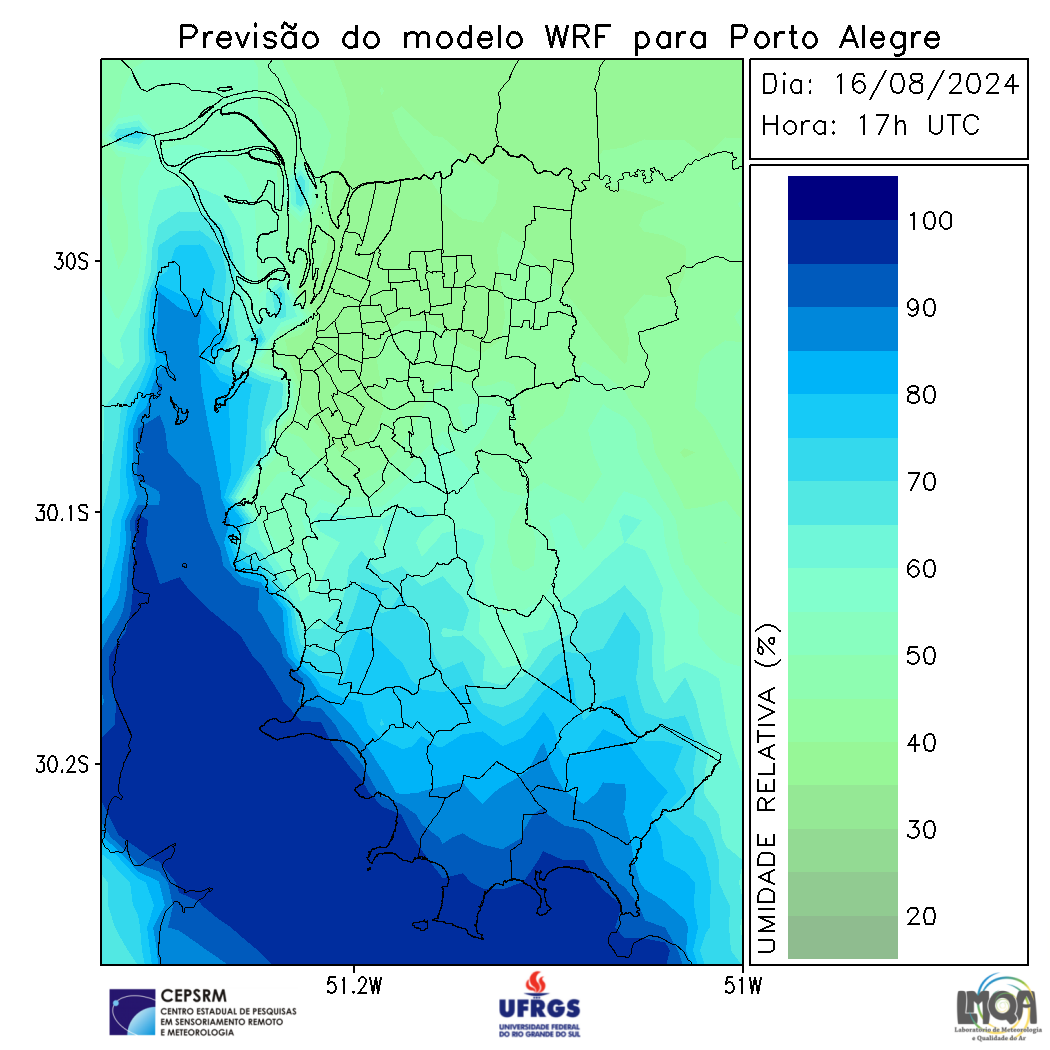 Previsão do modelo WRF para Porto Alegre
Dia: 16/08/2024
Hora: 17h UTC
30S
30.1S
30.2S
51.2W
51W
100
90
80
70
60
50
40
30
20
UMIDADE RELATIVA (%)
CEPSRM
CENTRO ESTADUAL DE PESQUISAS
EM SENSORIAMENTO REMOTO
E METEOROLOGIA
UFRGS
UNIVERSIDADE FEDERAL
DO RIO GRANDE DO SUL
LMQA
Laboratório de Meteorologia
e Qualidade do Ar